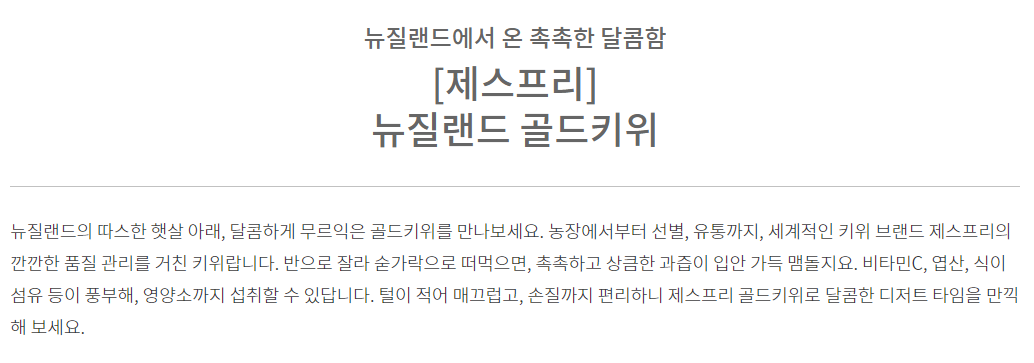 뉴질랜드에서 온 촉촉한 달콤함
[제스프리]
뉴질랜드 골드키위
뉴질랜드의 따스한 햇살 아래, 달콤하게 무르익은 골드키위를 만나보세요. 농장에서부터 선별, 유통까지, 세계적인 키위 브랜드 제스프리의
깐깐한 품질 관리를 거친 키위랍니다. 반으로 잘라 숟가락으로 떠먹으면, 촉촉하고 상큼한 과즙이 입안 가득 맴돌지요. 비타민C, 엽산, 식이
섬유 등이 풍부해, 영양소까지 섭취할 수 있답니다. 털이 적어 매끄럽고, 손질까지 편리하니 제스프리 골드키위로 달콤한 디저트 타임을 만끽
해 보세요.